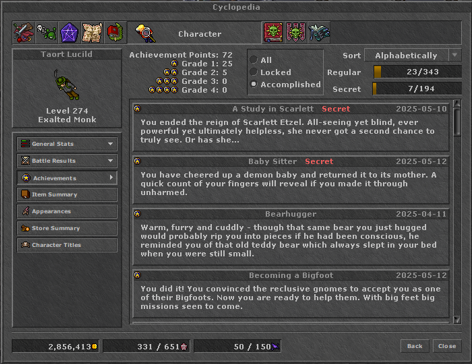 Cyclopedia
Character
Taort Lucild
Level 274
Exalted Monk
General Stats
Battle Results
Achievements
Item Summary
Appearances
Store Summary
Character Titles
Achievement Points: 72
Grade 1: 25
Grade 2: 5
Grade 3: 0
Grade 4: 0
All
Locked
Accomplished
Sort Alphabetically
Regular 23/343
Secret 7/194
A Study in Scarlett Secret 2025-05-10
You ended the reign of Scarlett Etzel. All-seeing yet blind, ever
powerful yet ultimately helpless, she never got a second chance to
truly see. Or has she...
Baby Sitter Secret 2025-05-12
You have cheered up a demon baby and returned it to its mother. A
quick count of your fingers will reveal if you made it through
unharmed.
Bearhugger 2025-04-11
Warm, furry and cuddly - though that same bear you just hugged
would probably rip you into pieces if he had been conscious, he
reminded you of that old teddy bear which always slept in your bed
when you were still small.
Becoming a Bigfoot 2025-05-12
You did it! You convinced the reclusive gnomes to accept you as one
of their Bigfoots. Now you are ready to help them. With big feet big
missions seen to come.
2,856,413
331 / 651
50 / 150
Back
Close